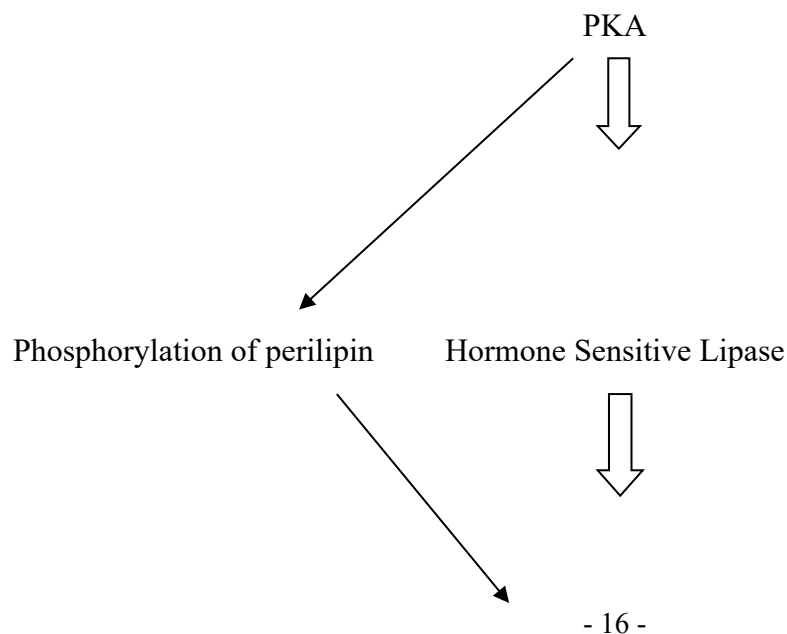 PKA
Phosphorylation of perilipin
Hormone Sensitive Lipase
- 16 -